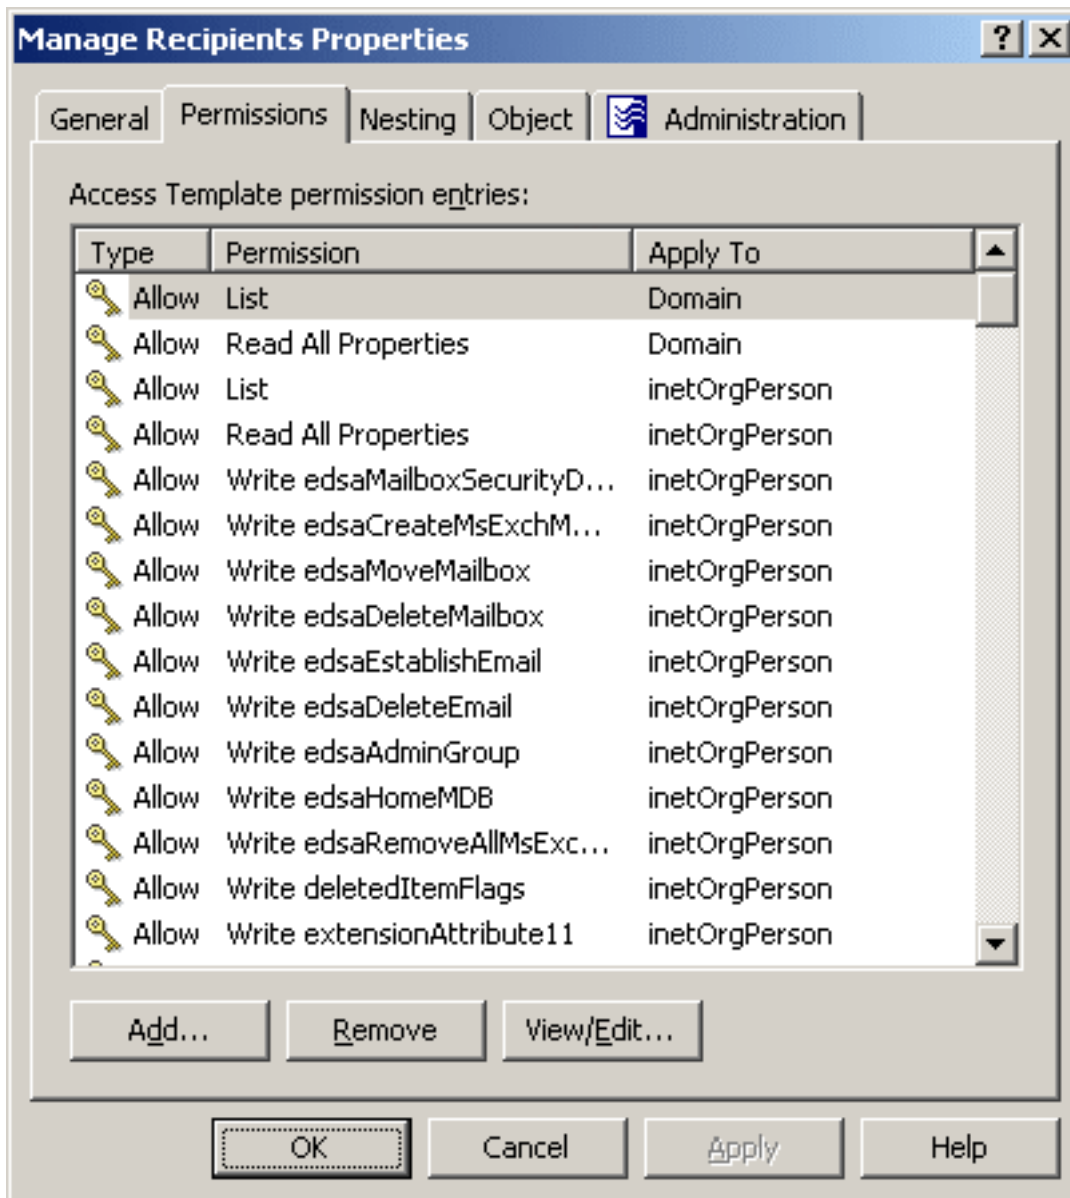 Manage Recipients Properties ? X
General Permissions Nesting Object Administration
Access Template permission entries:
Type Permission Apply To
Allow List Domain
Allow Read All Properties Domain
Allow List inetOrgPerson
Allow Read All Properties inetOrgPerson
Allow Write edsaMailboxSecurityD... inetOrgPerson
Allow Write edsaCreateMsExchM... inetOrgPerson
Allow Write edsaMoveMailbox inetOrgPerson
Allow Write edsaDeleteMailbox inetOrgPerson
Allow Write edsaEstablishEmail inetOrgPerson
Allow Write edsaDeleteEmail inetOrgPerson
Allow Write edsaAdminGroup inetOrgPerson
Allow Write edsaHomeMDB inetOrgPerson
Allow Write edsaRemoveAllMsExc... inetOrgPerson
Allow Write deletedItemFlags inetOrgPerson
Allow Write extensionAttribute11 inetOrgPerson
Add... Remove View/Edit...
OK Cancel Apply Help